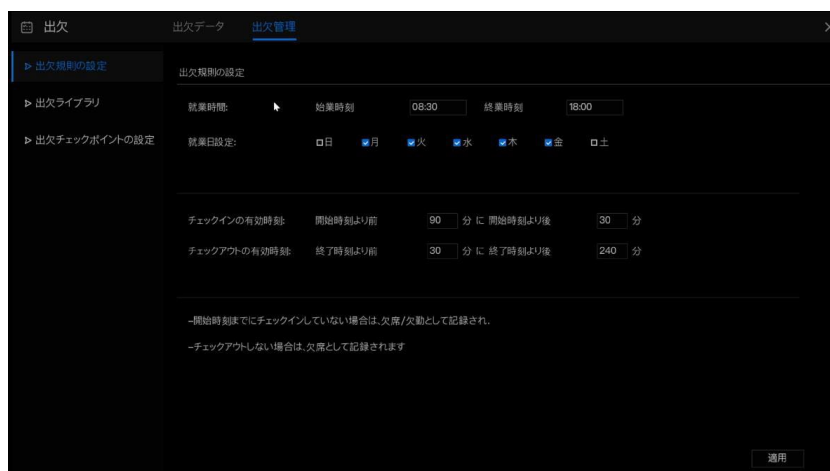 出欠 出欠データ 出欠管理
出欠規則の設定
出欠ライブラリ
出欠チェックポイントの設定
出欠規則の設定
就業時間: 始業時刻 08:30 終業時刻 18:00
就業日設定: 日 月 火 水 木 金 土
チェックインの有効時刻: 開始時刻より前 90 分 に 開始時刻より後 30 分
チェックアウトの有効時刻: 終了時刻より前 30 分 に 終了時刻より後 240 分
-開始時刻までにチェックインしていない場合は、欠席/欠勤として記録され.
-チェックアウトしない場合は、欠席として記録されます
適用